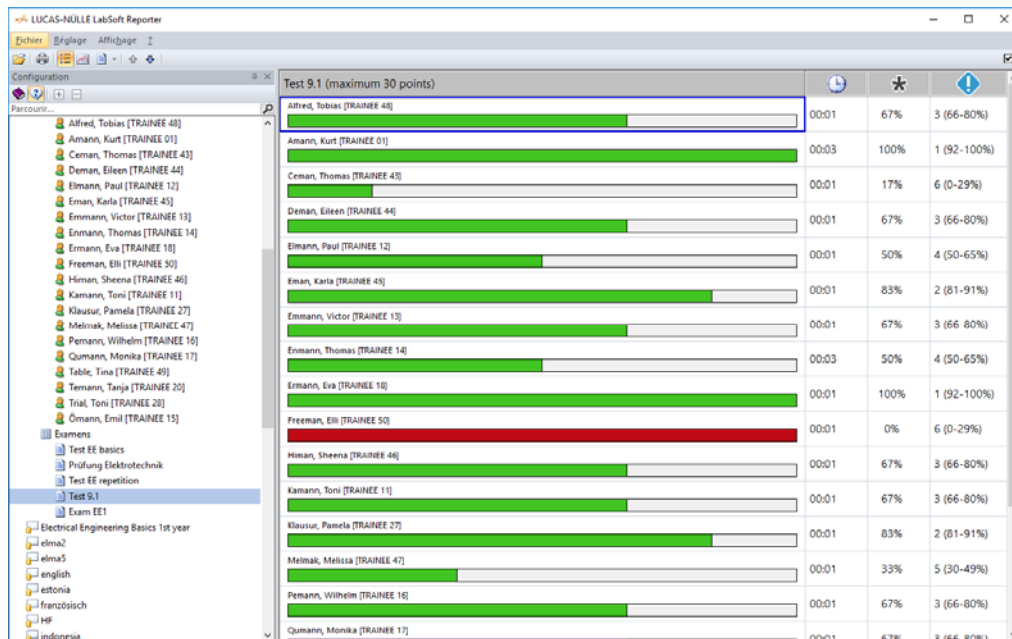 LUCAS-NÜLLE LabSoft Reporter
Fichier Réglage Affichage ?
Configuration
Parcourir...
Alfred, Tobias [TRAINEE 48]
Amann, Kurt [TRAINEE 01]
Ceman, Thomas [TRAINEE 43]
Deman, Eileen [TRAINEE 44]
Elmann, Paul [TRAINEE 12]
Eman, Karla [TRAINEE 45]
Emmann, Victor [TRAINEE 13]
Enmann, Thomas [TRAINEE 14]
Ermann, Eva [TRAINEE 18]
Freeman, Elli [TRAINEE 50]
Himan, Sheena [TRAINEE 46]
Kamann, Toni [TRAINEE 11]
Klausur, Pamela [TRAINEE 27]
Melmak, Melissa [TRAINEE 47]
Pemann, Wilhelm [TRAINEE 16]
Qumann, Monika [TRAINEE 17]
Table, Tina [TRAINEE 49]
Temann, Tanja [TRAINEE 20]
Trial, Toni [TRAINEE 28]
Ömann, Emil [TRAINEE 15]
Examens
Test EE basics
Prüfung Elektrotechnik
Test EE repetition
Test 9.1
Exam EE1
Electrical Engineering Basics 1st year
elma2
elma5
english
estonia
französisch
HF
indonesia
Test 9.1 (maximum 30 points)
Alfred, Tobias [TRAINEE 48] 00:01 67% 3 (66-80%)
Amann, Kurt [TRAINEE 01] 00:03 100% 1 (92-100%)
Ceman, Thomas [TRAINEE 43] 00:01 17% 6 (0-29%)
Deman, Eileen [TRAINEE 44] 00:01 67% 3 (66-80%)
Elmann, Paul [TRAINEE 12] 00:01 50% 4 (50-65%)
Eman, Karla [TRAINEE 45] 00:01 83% 2 (81-91%)
Emmann, Victor [TRAINEE 13] 00:01 67% 3 (66-80%)
Enmann, Thomas [TRAINEE 14] 00:03 50% 4 (50-65%)
Ermann, Eva [TRAINEE 18] 00:01 100% 1 (92-100%)
Freeman, Elli [TRAINEE 50] 00:01 0% 6 (0-29%)
Himan, Sheena [TRAINEE 46] 00:01 67% 3 (66-80%)
Kamann, Toni [TRAINEE 11] 00:01 67% 3 (66-80%)
Klausur, Pamela [TRAINEE 27] 00:01 83% 2 (81-91%)
Melmak, Melissa [TRAINEE 47] 00:01 33% 5 (30-49%)
Pemann, Wilhelm [TRAINEE 16] 00:01 67% 3 (66-80%)
Qumann, Monika [TRAINEE 17] 00:01 67% 3 (66-80%)